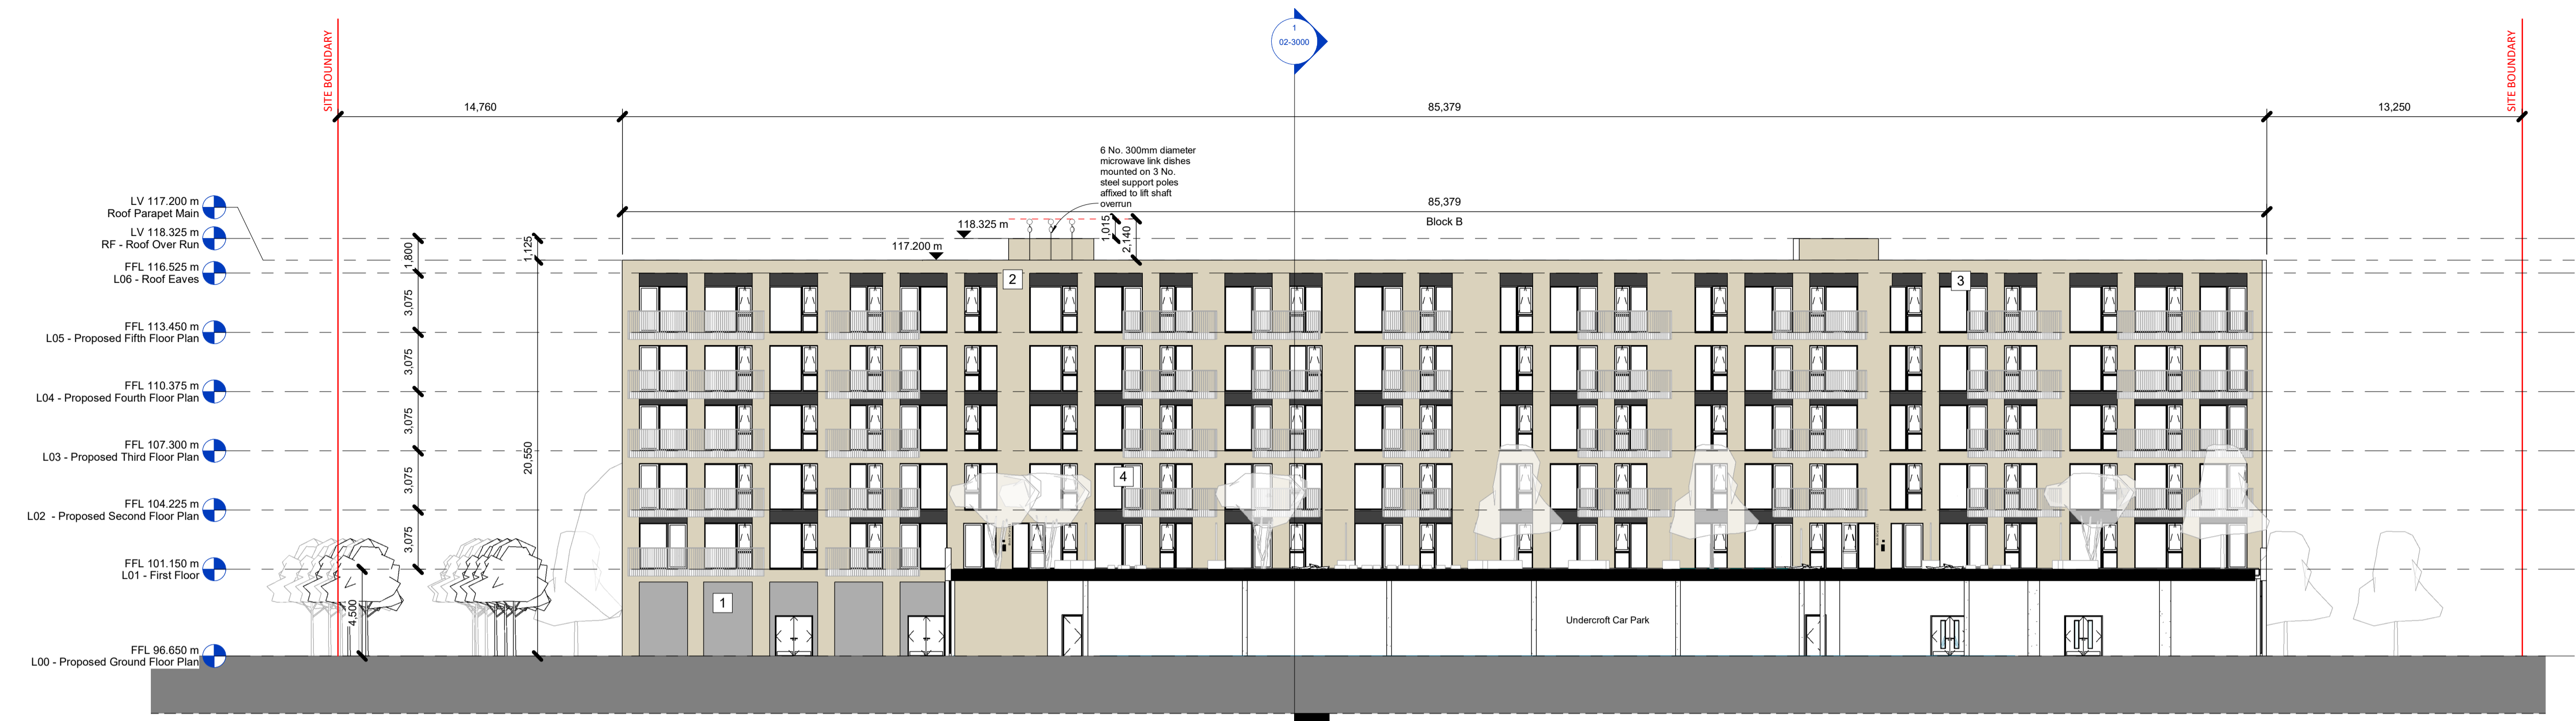 1
02-3000
SITE BOUNDARY
SITE BOUNDARY
14,760
85,379
13,250
6 No. 300mm diameter
microwave link dishes
mounted on 3 No.
steel support poles
affixed to lift shaft
overrun
85,379
Block B
LV 117.200 m
Roof Parapet Main
LV 118.325 m
RF - Roof Over Run
FFL 116.525 m
L06 - Roof Eaves
FFL 113.450 m
L05 - Proposed Fifth Floor Plan
FFL 110.375 m
L04 - Proposed Fourth Floor Plan
FFL 107.300 m
L03 - Proposed Third Floor Plan
FFL 104.225 m
L02 - Proposed Second Floor Plan
FFL 101.150 m
L01 - First Floor
FFL 96.650 m
L00 - Proposed Ground Floor Plan
1,800
3,075
3,075
3,075
3,075
3,075
4,500
1,125
20,550
118.325 m
117.200 m
1,015
2,140
2
3
4
1
Undercroft Car Park